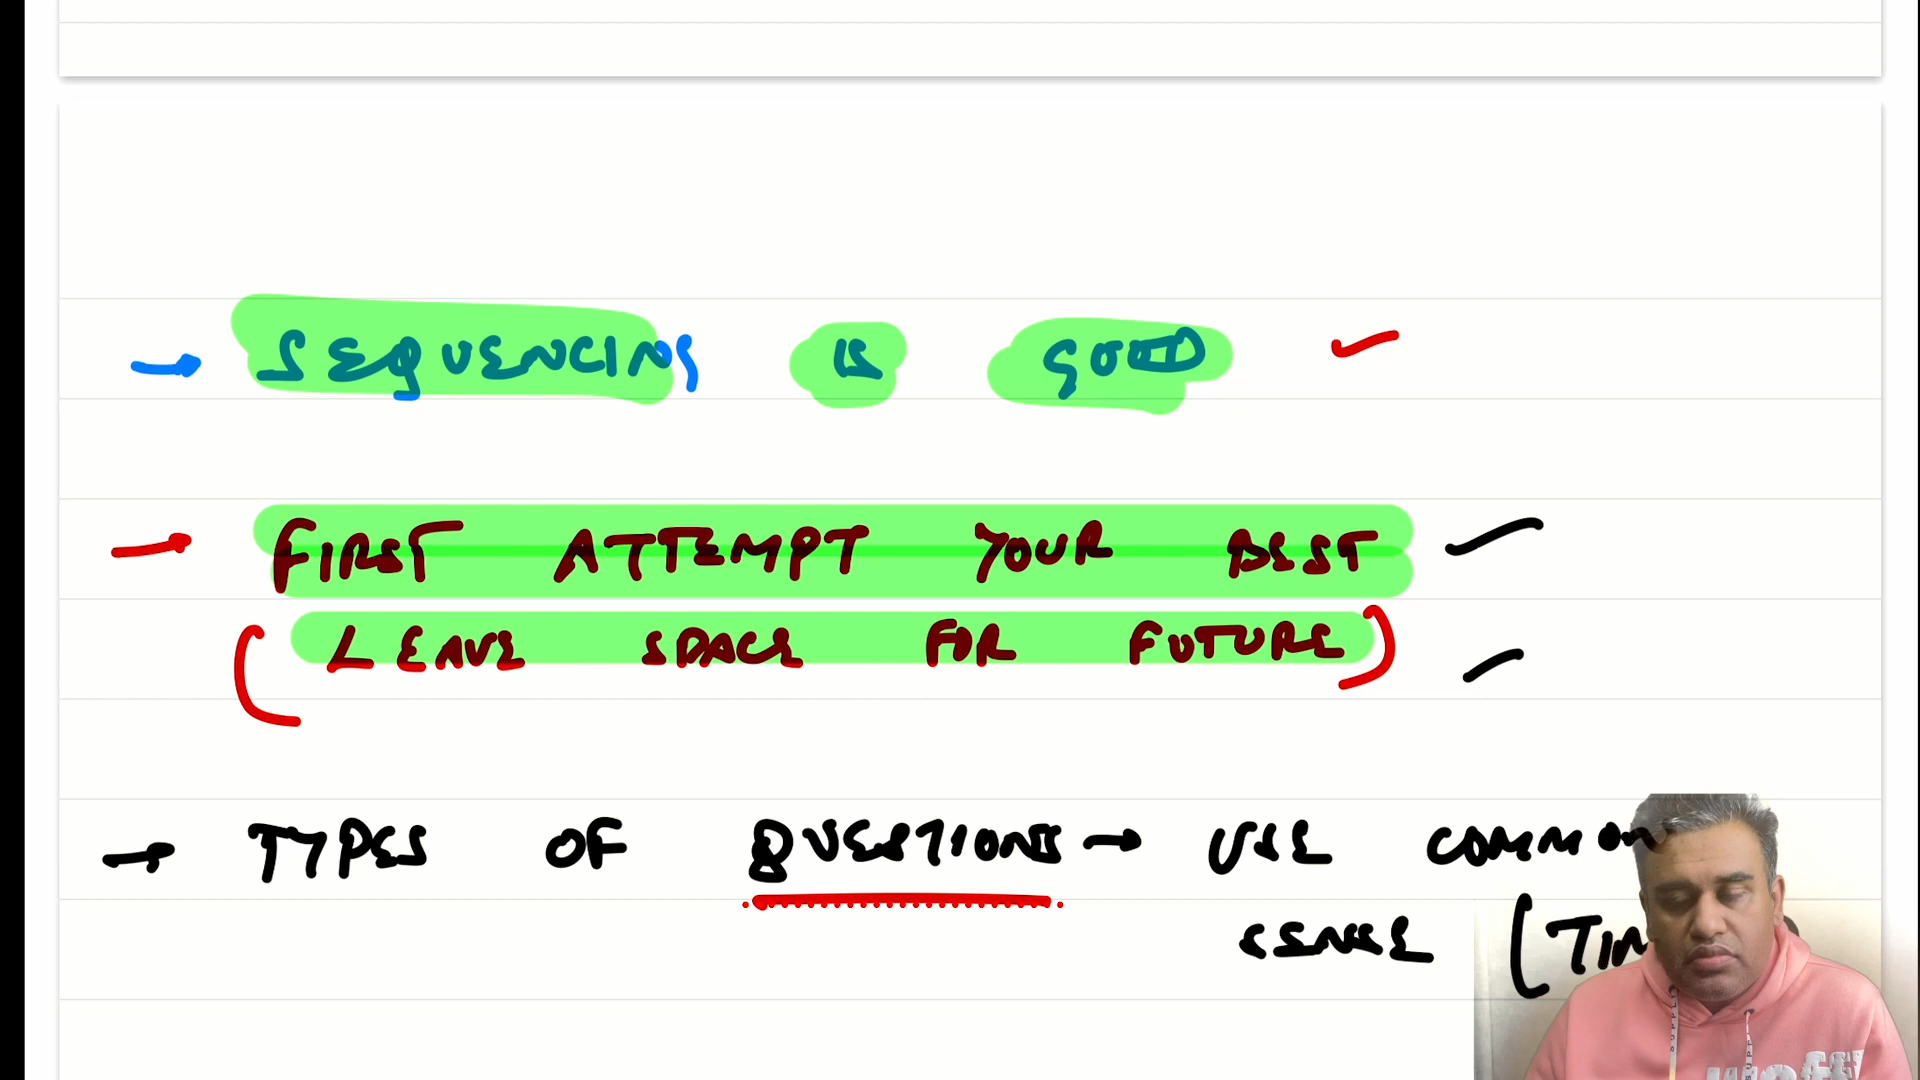 → SEQUENCING IS GOOD ✓
→ FIRST ATTEMPT YOUR BEST
(LEAVE SPACE FOR FUTURE)
→ TYPES OF QUESTIONS → USE COMMON
SENSE (